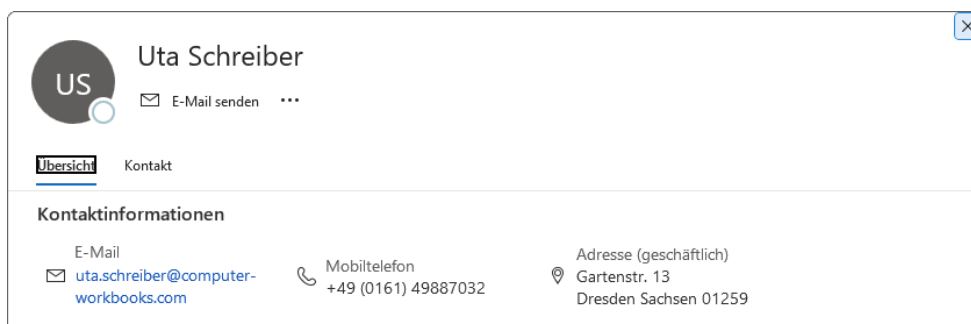 US
Uta Schreiber
E-Mail senden
Übersicht
Kontakt
Kontaktinformationen
E-Mail
uta.schreiber@computer-
workbooks.com
Mobiltelefon
+49 (0161) 49887032
Adresse (geschäftlich)
Gartenstr. 13
Dresden Sachsen 01259